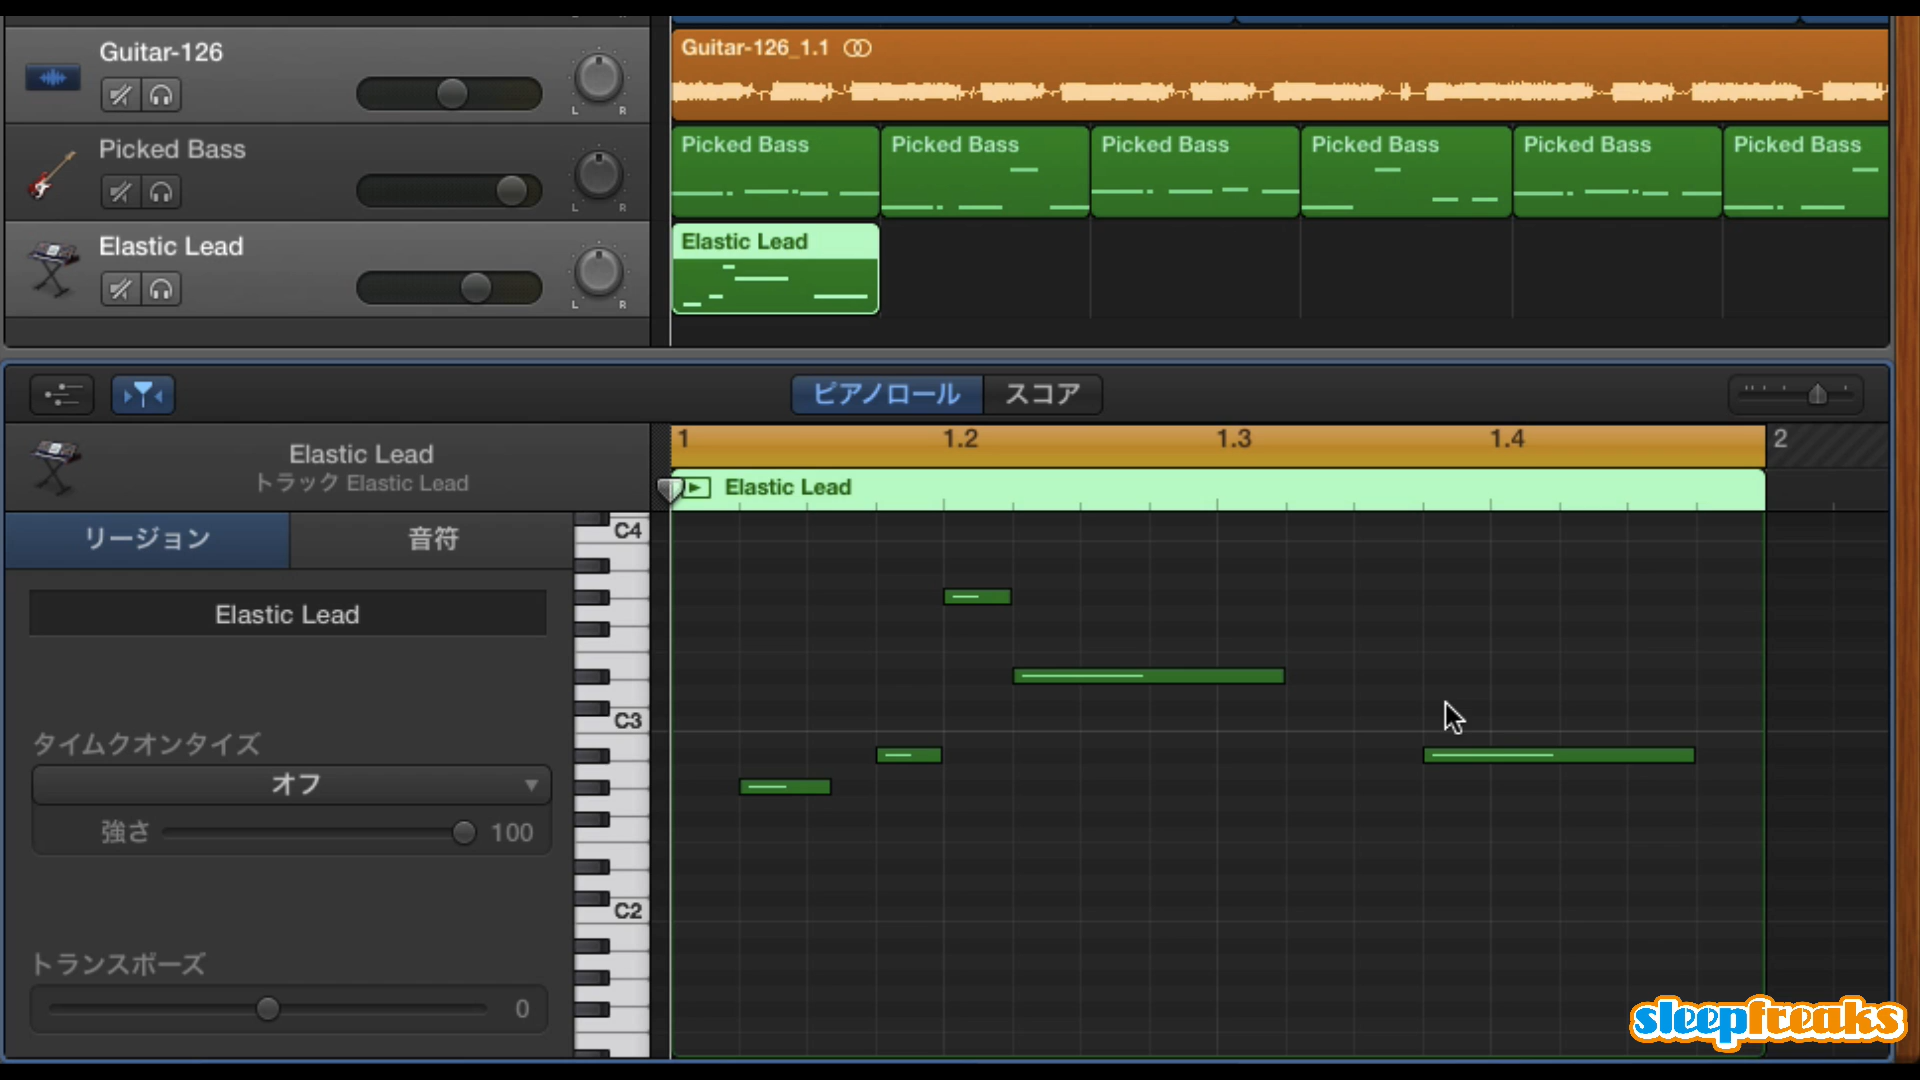 Guitar-126
L R
Guitar-126_1.1
Picked Bass
L R
Picked Bass Picked Bass Picked Bass Picked Bass Picked Bass Picked Bass
Elastic Lead
L R
Elastic Lead
ピアノロール スコア
Elastic Lead
トラック Elastic Lead
1 1.2 1.3 1.4 2
Elastic Lead
リージョン 音符
C4
Elastic Lead
C3
タイムクオンタイズ
オフ
強さ 100
C2
トランスポーズ
0
sleepfreaks